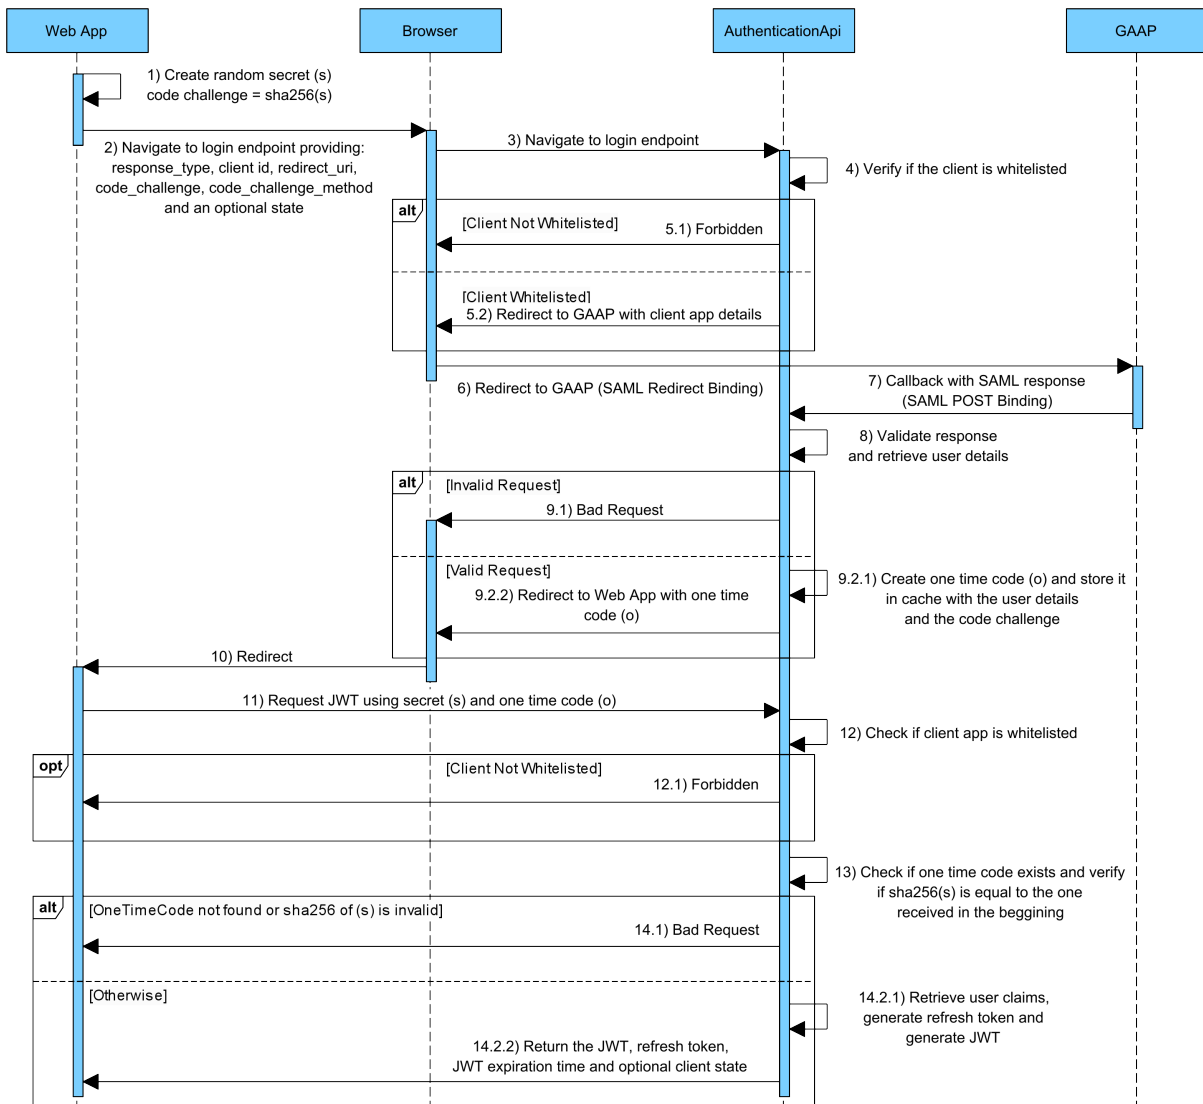 Web App
Browser
AuthenticationApi
GAAP
1) Create random secret (s)
code challenge = sha256(s)
2) Navigate to login endpoint providing:
response_type, client id, redirect_uri,
code_challenge, code_challenge_method
and an optional state
3) Navigate to login endpoint
4) Verify if the client is whitelisted
alt
[Client Not Whitelisted]
5.1) Forbidden
[Client Whitelisted]
5.2) Redirect to GAAP with client app details
6) Redirect to GAAP (SAML Redirect Binding)
7) Callback with SAML response
(SAML POST Binding)
8) Validate response
and retrieve user details
alt
[Invalid Request]
9.1) Bad Request
[Valid Request]
9.2.1) Create one time code (o) and store it
in cache with the user details
and the code challenge
9.2.2) Redirect to Web App with one time
code (o)
10) Redirect
11) Request JWT using secret (s) and one time code (o)
12) Check if client app is whitelisted
opt
[Client Not Whitelisted]
12.1) Forbidden
13) Check if one time code exists and verify
if sha256(s) is equal to the one
received in the beggining
alt
[OneTimeCode not found or sha256 of (s) is invalid]
14.1) Bad Request
[Otherwise]
14.2.1) Retrieve user claims,
generate refresh token and
generate JWT
14.2.2) Return the JWT, refresh token,
JWT expiration time and optional client state